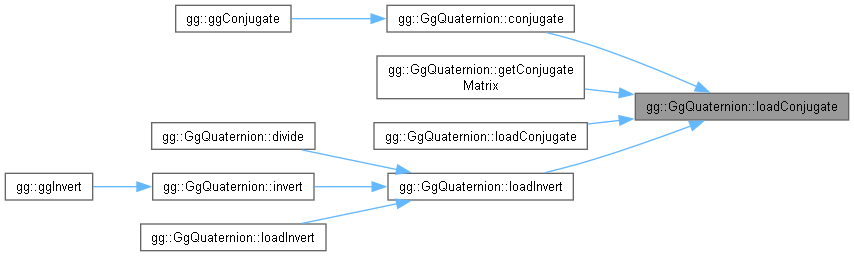 gg::ggConjugate
gg::GgQuaternion::conjugate
gg::GgQuaternion::getConjugate
Matrix
gg::GgQuaternion::loadConjugate
gg::GgQuaternion::loadConjugate
gg::GgQuaternion::divide
gg::ggInvert
gg::GgQuaternion::invert
gg::GgQuaternion::loadInvert
gg::GgQuaternion::loadInvert